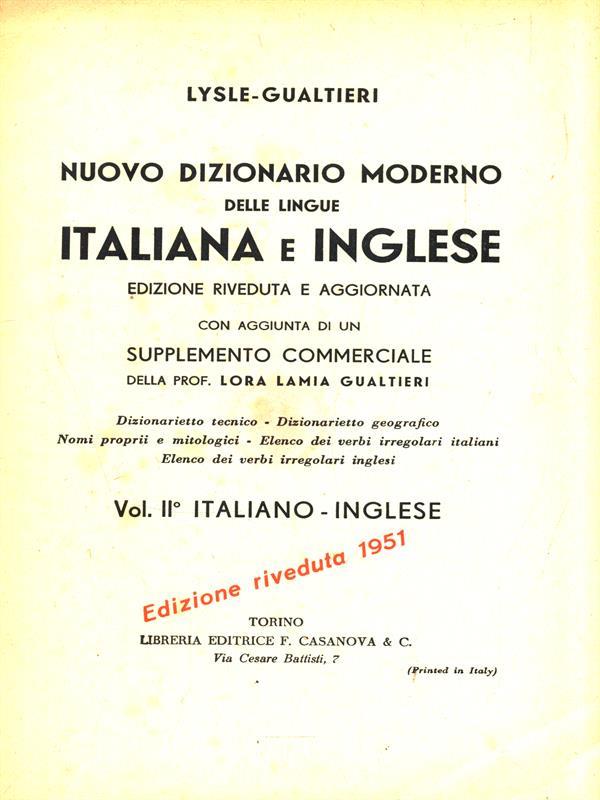 LYSLE-GUALTIERI
NUOVO DIZIONARIO MODERNO
DELLE LINGUE
ITALIANA E INGLESE
EDIZIONE RIVEDUTA E AGGIORNATA
CON AGGIUNTA DI UN
SUPPLEMENTO COMMERCIALE
DELLA PROF. LORA LAMIA GUALTIERI
Dizionarietto tecnico - Dizionarietto geografico
Nomi proprii e mitologici - Elenco dei verbi irregolari italiani
Elenco dei verbi irregolari inglesi
Vol. II° ITALIANO - INGLESE
Edizione riveduta 1951
TORINO
LIBRERIA EDITRICE F. CASANOVA & C.
Via Cesare Battisti, 7
(Printed in Italy)